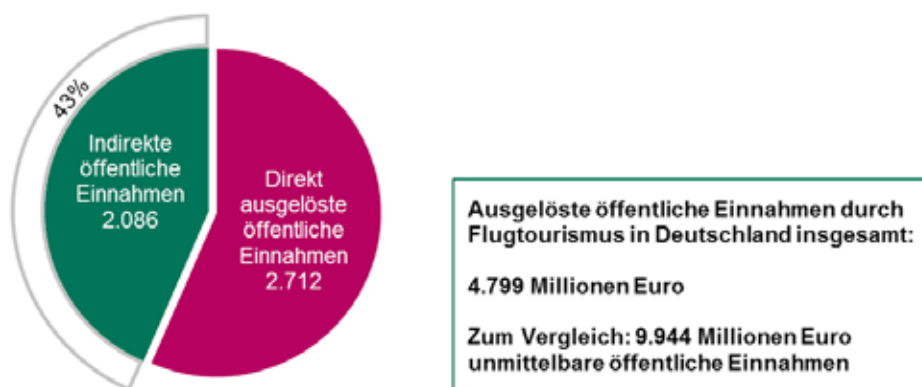 43%
Indirekte
öffentliche
Einnahmen
2.086
Direkt
ausgelöste
öffentliche
Einnahmen
2.712
Ausgelöste öffentliche Einnahmen durch
Flugtourismus in Deutschland insgesamt:
4.799 Millionen Euro
Zum Vergleich: 9.944 Millionen Euro
unmittelbare öffentliche Einnahmen